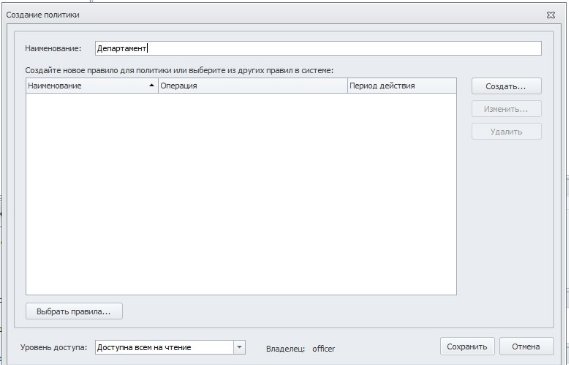 Создание политики
Наименование: Департамент
Создайте новое правило для политики или выберите из других правил в системе:
Наименование Операция Период действия
Создать...
Изменить...
Удалить
Выбрать правила...
Уровень доступа: Доступна всем на чтение Владелец: officer Сохранить Отмена